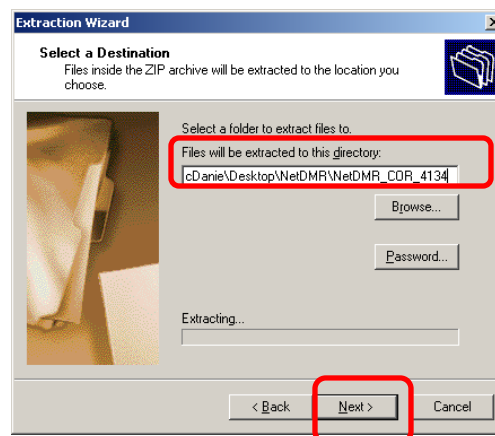 Extraction Wizard
Select a Destination
Files inside the ZIP archive will be extracted to the location you
choose.
Select a folder to extract files to.
Files will be extracted to this directory:
cDanie\Desktop\NetDMR\NetDMR_COR_4134
Browse...
Password...
Extracting...
< Back
Next >
Cancel